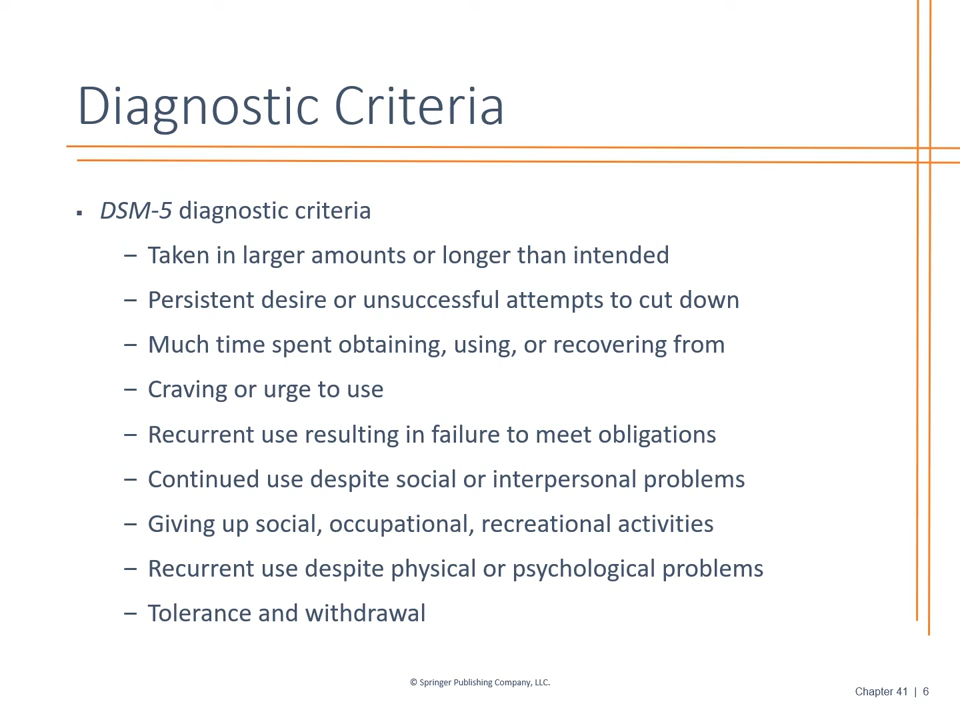 Diagnostic Criteria
▪ DSM-5 diagnostic criteria
– Taken in larger amounts or longer than intended
– Persistent desire or unsuccessful attempts to cut down
– Much time spent obtaining, using, or recovering from
– Craving or urge to use
– Recurrent use resulting in failure to meet obligations
– Continued use despite social or interpersonal problems
– Giving up social, occupational, recreational activities
– Recurrent use despite physical or psychological problems
– Tolerance and withdrawal
© Springer Publishing Company, LLC.
Chapter 41 | 6